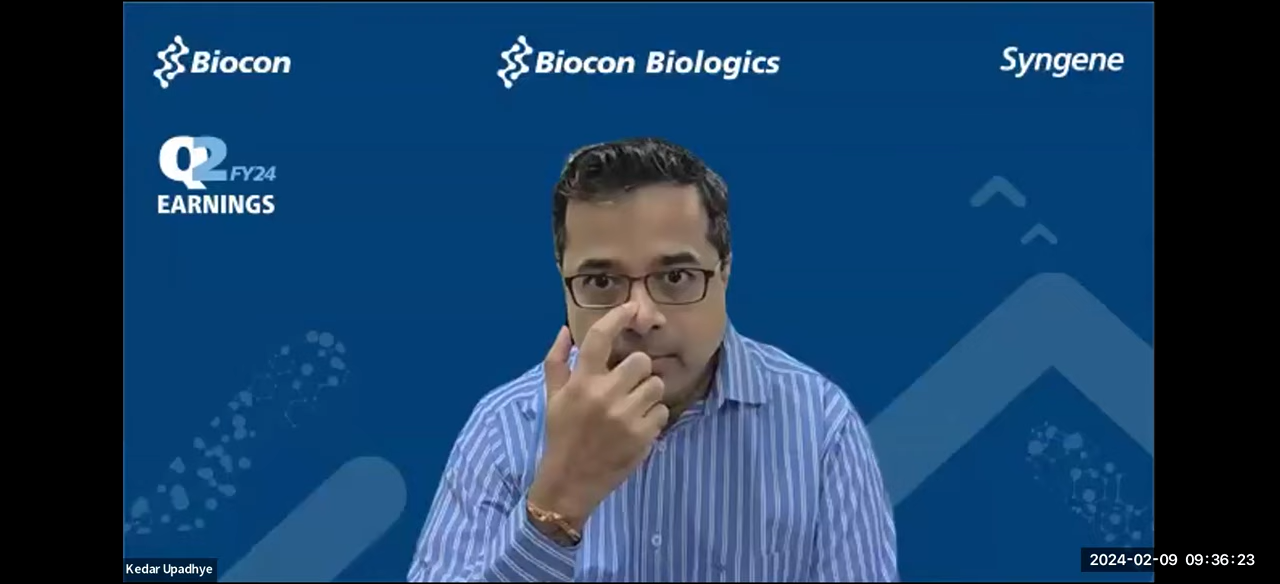 Biocon
Biocon Biologics
Syngene
Q2 FY24
EARNINGS
Kedar Upadhye
2024-02-09 09:36:23